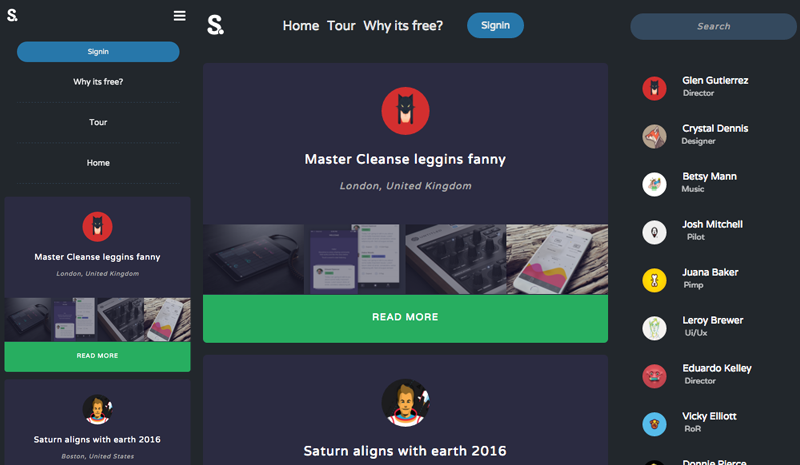 S.
Signin
Why its free?
Tour
Home
Master Cleanse leggins fanny
London, United Kingdom
READ MORE
Saturn aligns with earth 2016
Boston, United States
S.
Home Tour Why its free? Signin
Master Cleanse leggins fanny
London, United Kingdom
READ MORE
Saturn aligns with earth 2016
Search
Glen Gutierrez
Director
Crystal Dennis
Designer
Betsy Mann
Music
Josh Mitchell
Pilot
Juana Baker
Pimp
Leroy Brewer
Ui/Ux
Eduardo Kelley
Director
Vicky Elliott
RoR
Donnie Pierce